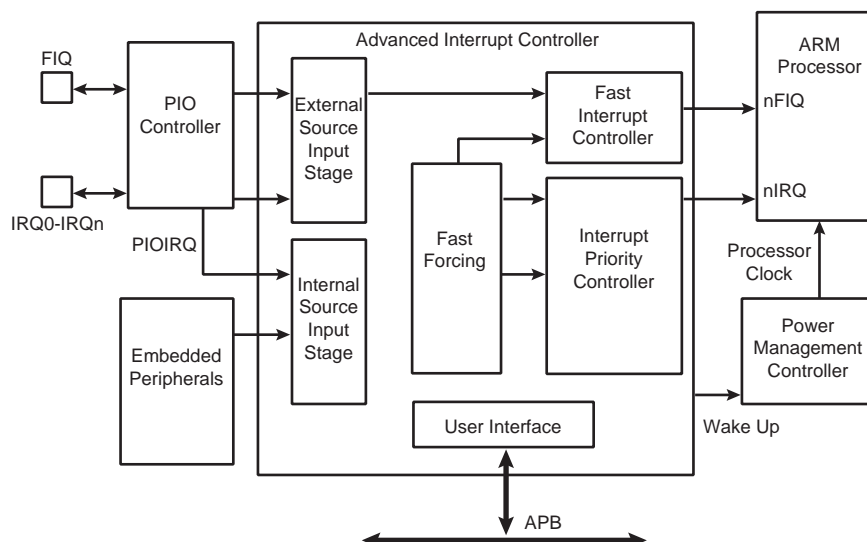 Advanced Interrupt Controller
FIQ
PIO
Controller
External
Source
Input
Stage
Fast
Interrupt
Controller
ARM
Processor
nFIQ
nIRQ
IRQ0-IRQn
PIOIRQ
Internal
Source
Input
Stage
Fast
Forcing
Interrupt
Priority
Controller
Processor
Clock
Power
Management
Controller
Embedded
Peripherals
User Interface
Wake Up
APB